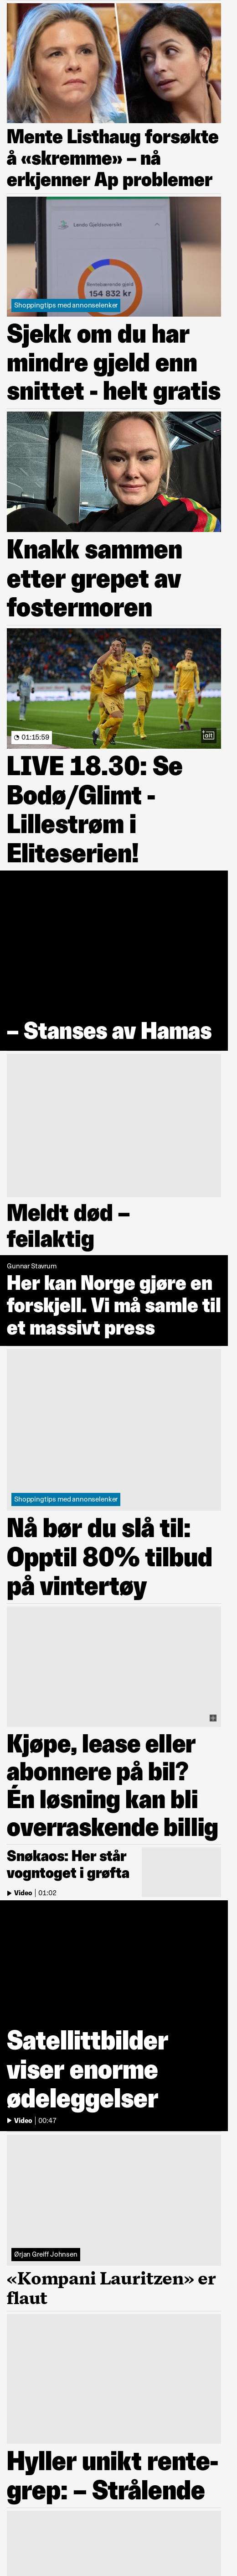 Mente Listhaug forsøkte
å «skremme» – nå
erkjenner Ap problemer
Lendo Gjeldsoversikt
Normalværende gjeld
154 832 kr
Shoppingtips med annonselenker
Sjekk om du har
mindre gjeld enn
snittet - helt gratis
Knakk sammen
etter grepet av
fostermoren
01:15:59
LIVE 18.30: Se
Bodø/Glimt -
Lillestrøm i
Eliteserien!
– Stanses av Hamas
Meldt død –
feilaktig
Gunnar Stavrum
Her kan Norge gjøre en
forskjell. Vi må samle til
et massivt press
Shoppingtips med annonselenker
Nå bør du slå til:
Opptil 80% tilbud
på vintertøy
Kjøpe, lease eller
abonnere på bil?
Én løsning kan bli
overraskende billig
Snøkaos: Her står
vogntoget i grøfta
Video | 01:02
Satellittbilder
viser enorme
ødeleggelser
Video | 00:47
Ørjan Greiff Johnsen
«Kompani Lauritzen» er
flaut
Hyller unikt rente-
grep: – Strålende